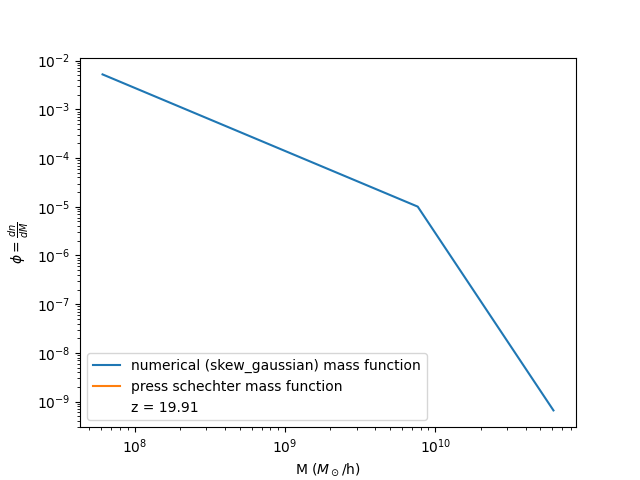 10⁻²
10⁻³
10⁻⁴
10⁻⁵
10⁻⁶
10⁻⁷
10⁻⁸
10⁻⁹
ϕ = dn/dM
numerical (skew_gaussian) mass function
press schechter mass function
z = 19.91
10⁸ 10⁹ 10¹⁰
M (M⊙/h)